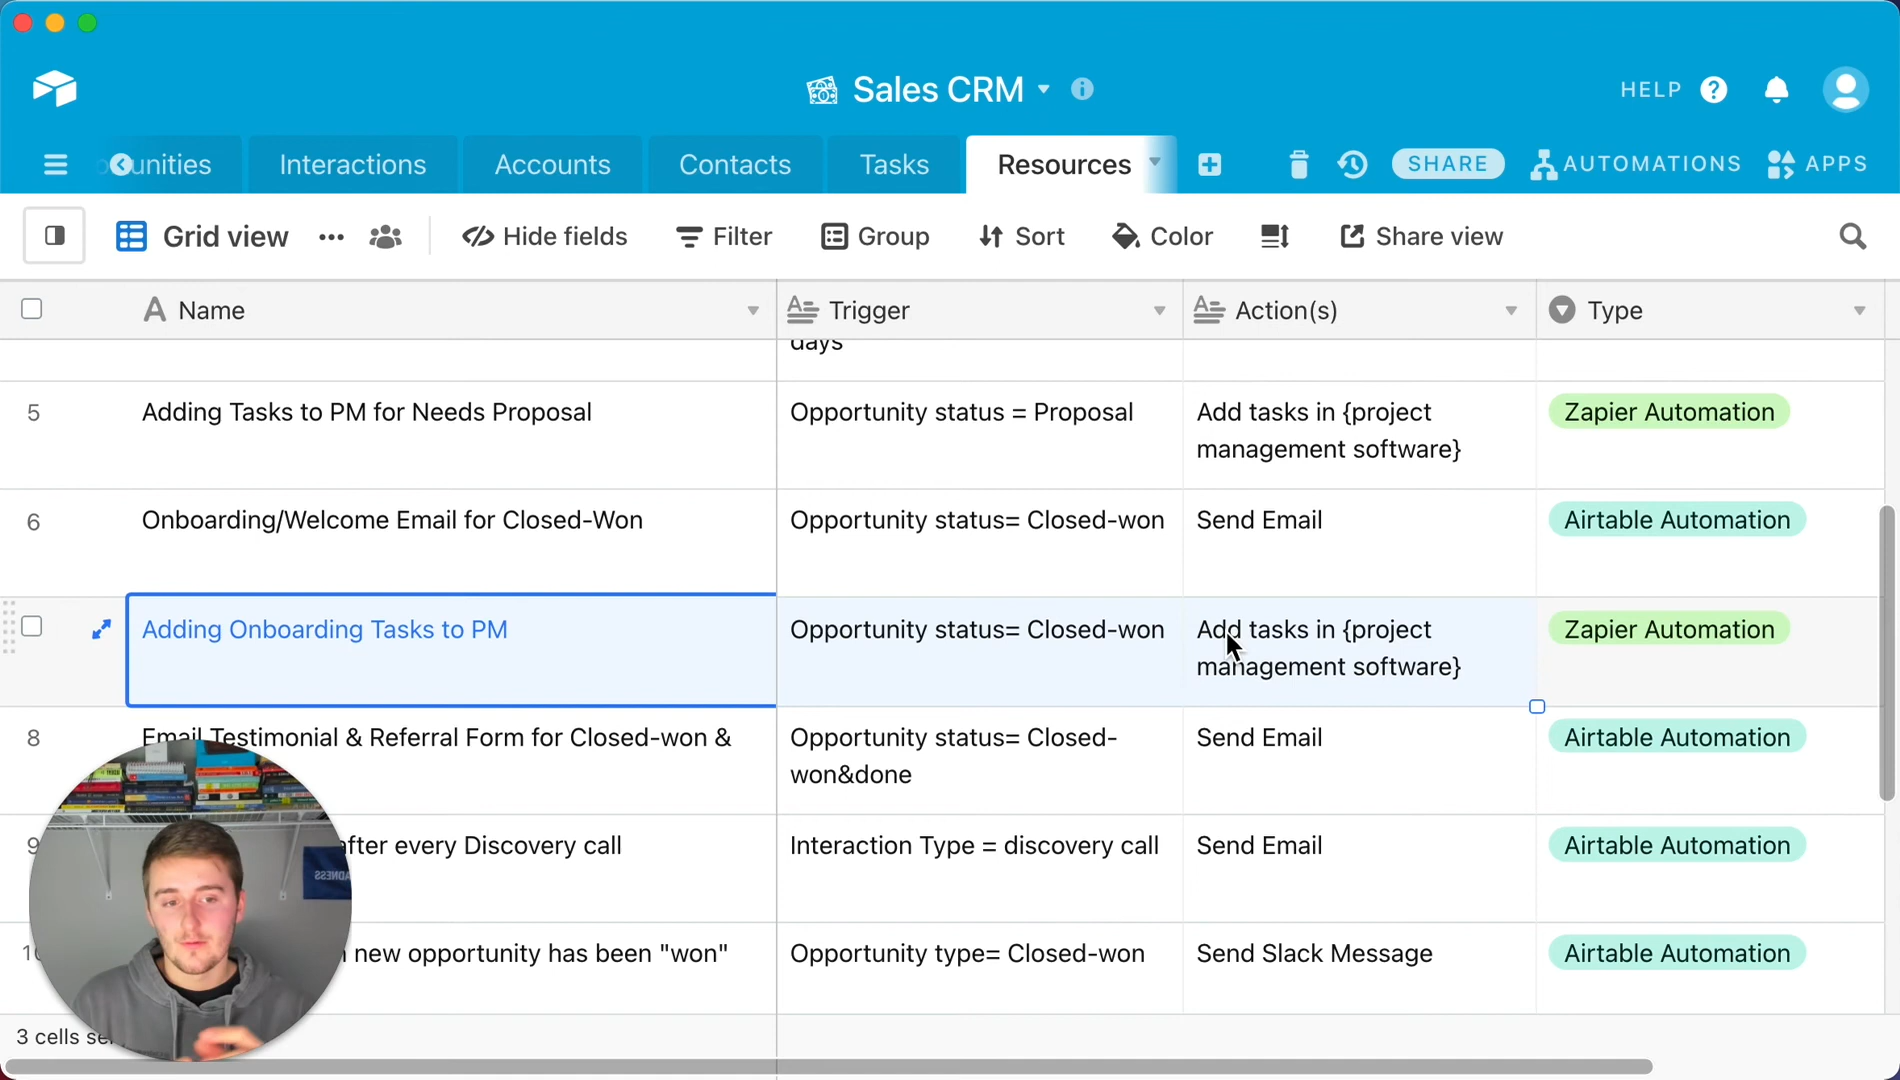 Sales CRM
HELP
unities
Interactions
Accounts
Contacts
Tasks
Resources
SHARE
AUTOMATIONS
APPS
Grid view
Hide fields
Filter
Group
Sort
Color
Share view
Name
Trigger
Action(s)
Type
days
5
Adding Tasks to PM for Needs Proposal
Opportunity status = Proposal
Add tasks in {project
management software}
Zapier Automation
6
Onboarding/Welcome Email for Closed-Won
Opportunity status= Closed-won
Send Email
Airtable Automation
Adding Onboarding Tasks to PM
Opportunity status= Closed-won
Add tasks in {project
management software}
Zapier Automation
8
Email Testimonial & Referral Form for Closed-won &
Opportunity status= Closed-
won&done
Send Email
Airtable Automation
9
after every Discovery call
Interaction Type = discovery call
Send Email
Airtable Automation
new opportunity has been "won"
Opportunity type= Closed-won
Send Slack Message
Airtable Automation
3 cells